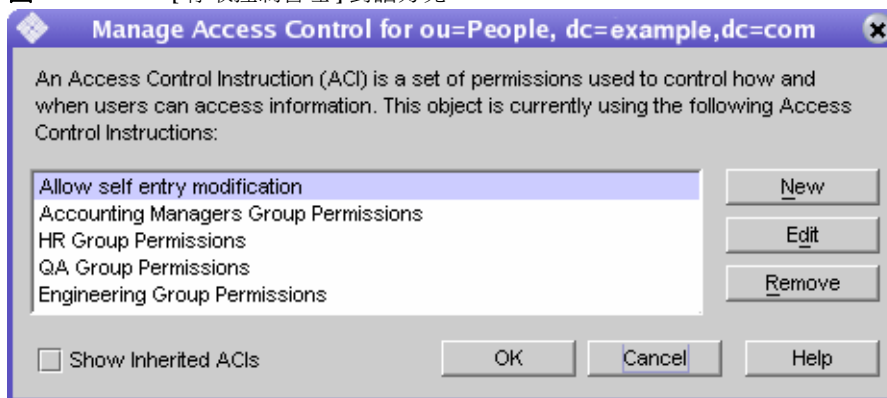 Manage Access Control for ou=People, dc=example,dc=com
An Access Control Instruction (ACI) is a set of permissions used to control how and
when users can access information. This object is currently using the following Access
Control Instructions:
Allow self entry modification
Accounting Managers Group Permissions
HR Group Permissions
QA Group Permissions
Engineering Group Permissions
New
Edit
Remove
Show Inherited ACIs
OK
Cancel
Help